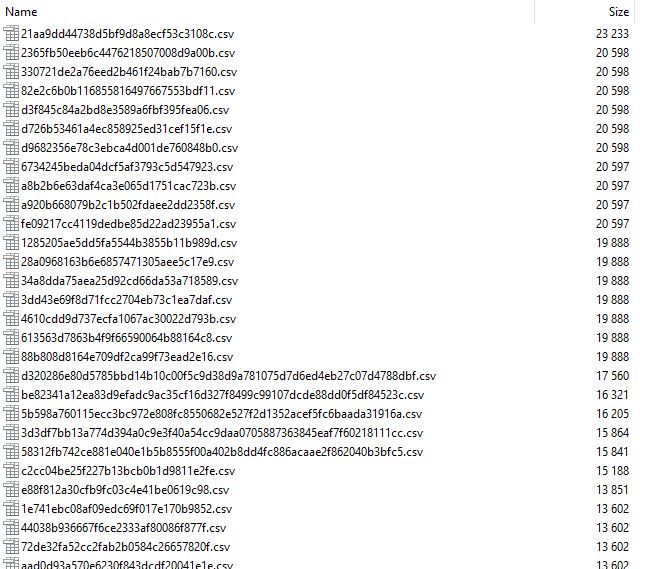 Name Size
21aa9dd44738d5bf9d8a8ecf53c3108c.csv 23 233
2365fb50eeb6c4476218507008d9a00b.csv 20 598
330721de2a76eed2b461f24bab7b7160.csv 20 598
82e2c6b0b116855816497667553bdf11.csv 20 598
d3f845c84a2bd8e3589a6fbf395fea06.csv 20 598
d726b53461a4ec858925ed31cef15f1e.csv 20 598
d9682356e78c3ebca4d001de760848b0.csv 20 598
6734245beda04dcf5af3793c5d547923.csv 20 597
a8b2b6e63daf4ca3e065d1751cac723b.csv 20 597
a920b668079b2c1b502fdaee2dd2358f.csv 20 597
fe09217cc4119dedbe85d22ad23955a1.csv 20 597
1285205ae5dd5fa5544b3855b11b989d.csv 19 888
28a0968163b6e6857471305aee5c17e9.csv 19 888
34a8dda75aea25d92cd66da53a718589.csv 19 888
3dd43e69f8d71fcc2704eb73c1ea7daf.csv 19 888
4610cdd9d737ecfa1067ac30022d793b.csv 19 888
613563d7863b4f9f66590064b88164c8.csv 19 888
88b808d8164e709df2ca99f73ead2e16.csv 19 888
d320286e80d5785bbd14b10c00f5c9d38d9a781075d7d6ed4eb27c07d4788dbf.csv 17 560
be82341a12ea83d9efadc9ac35cf16d327f8499c99107dcde88dd0f5df84523c.csv 16 321
5b598a760115ecc3bc972e808fc8550682e527f2d1352acef5fc6baada31916a.csv 16 205
3d3df7bb13a774d394a0c9e3f40a54cc9daa0705887363845eaf7f60218111cc.csv 15 864
58312fb742ce881e040e1b5b8555f00a402b8dd4fc886acaae2f862040b3bfc5.csv 15 841
c2cc04be25f227b13bcb0b1d9811e2fe.csv 15 188
e88f812a30cfb9fc03c4e41be0619c98.csv 13 851
1e741ebc08af09edc69f017e170b9852.csv 13 602
44038b936667f6ce2333af80086f877f.csv 13 602
72de32fa52cc2fab2b0584c26657820f.csv 13 602
aad0d93a570e6230f843dcdf20041e1e.csv 13 602